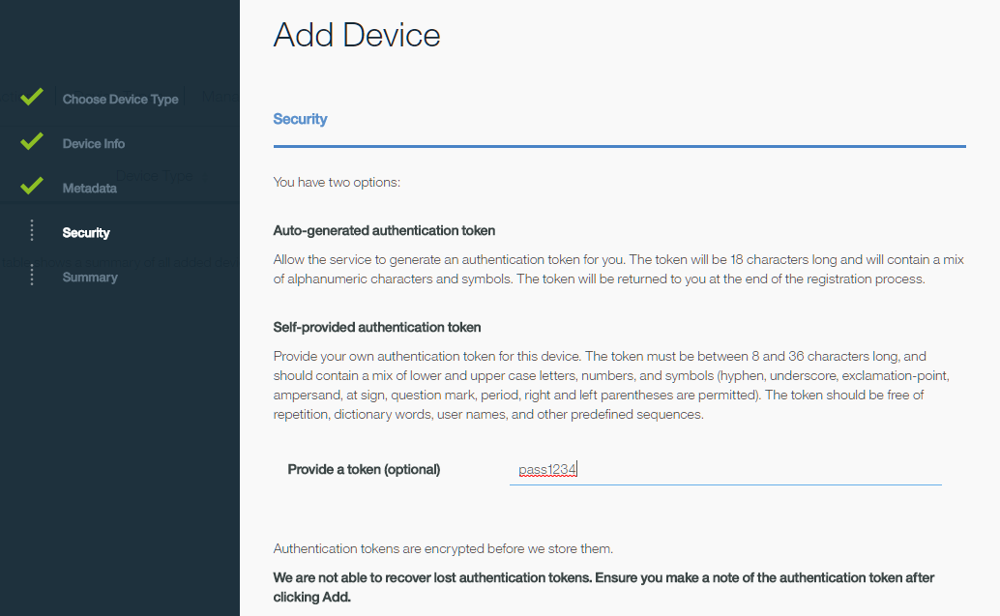 Add Device
Choose Device Type
Device Info
Device Type
Metadata
Security
Summary
Security
You have two options:
Auto-generated authentication token
Allow the service to generate an authentication token for you. The token will be 18 characters long and will contain a mix
of alphanumeric characters and symbols. The token will be returned to you at the end of the registration process.
Self-provided authentication token
Provide your own authentication token for this device. The token must be between 8 and 36 characters long, and
should contain a mix of lower and upper case letters, numbers, and symbols (hyphen, underscore, exclamation-point,
ampersand, at sign, question mark, period, right and left parentheses are permitted). The token should be free of
repetition, dictionary words, user names, and other predefined sequences.
Provide a token (optional) pass1234
Authentication tokens are encrypted before we store them.
We are not able to recover lost authentication tokens. Ensure you make a note of the authentication token after
clicking Add.